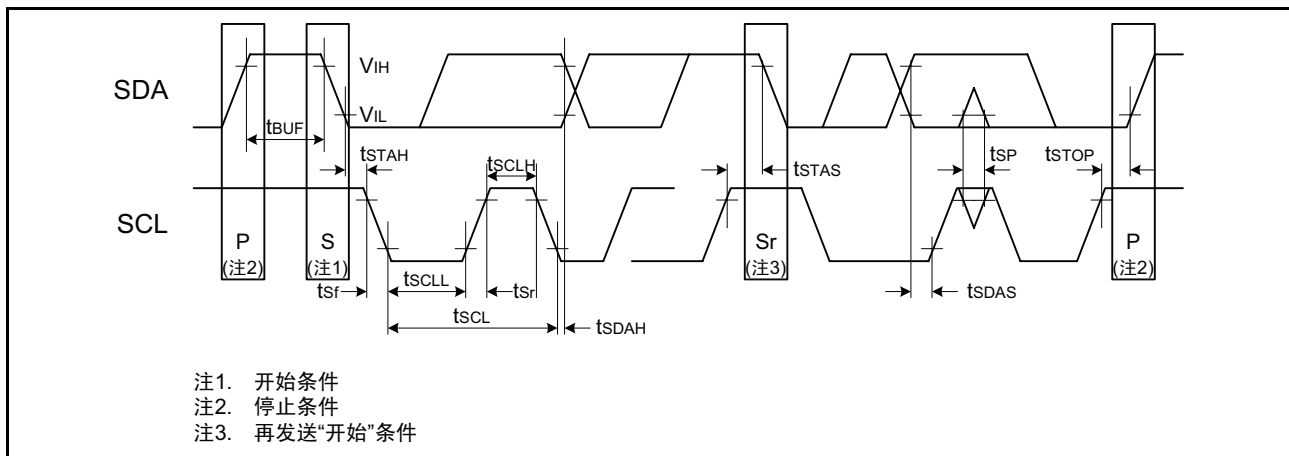 SDA
VIH
VIL
tBUF
tSTAH
tSCLH
tSTAS
tSP
tSTOP
SCL
P
(注2)
S
(注1)
Sr
(注3)
P
(注2)
tSf
tSCLL
tSr
tSDAS
tSCL
tSDAH
注1. 开始条件
注2. 停止条件
注3. 再发送“开始”条件